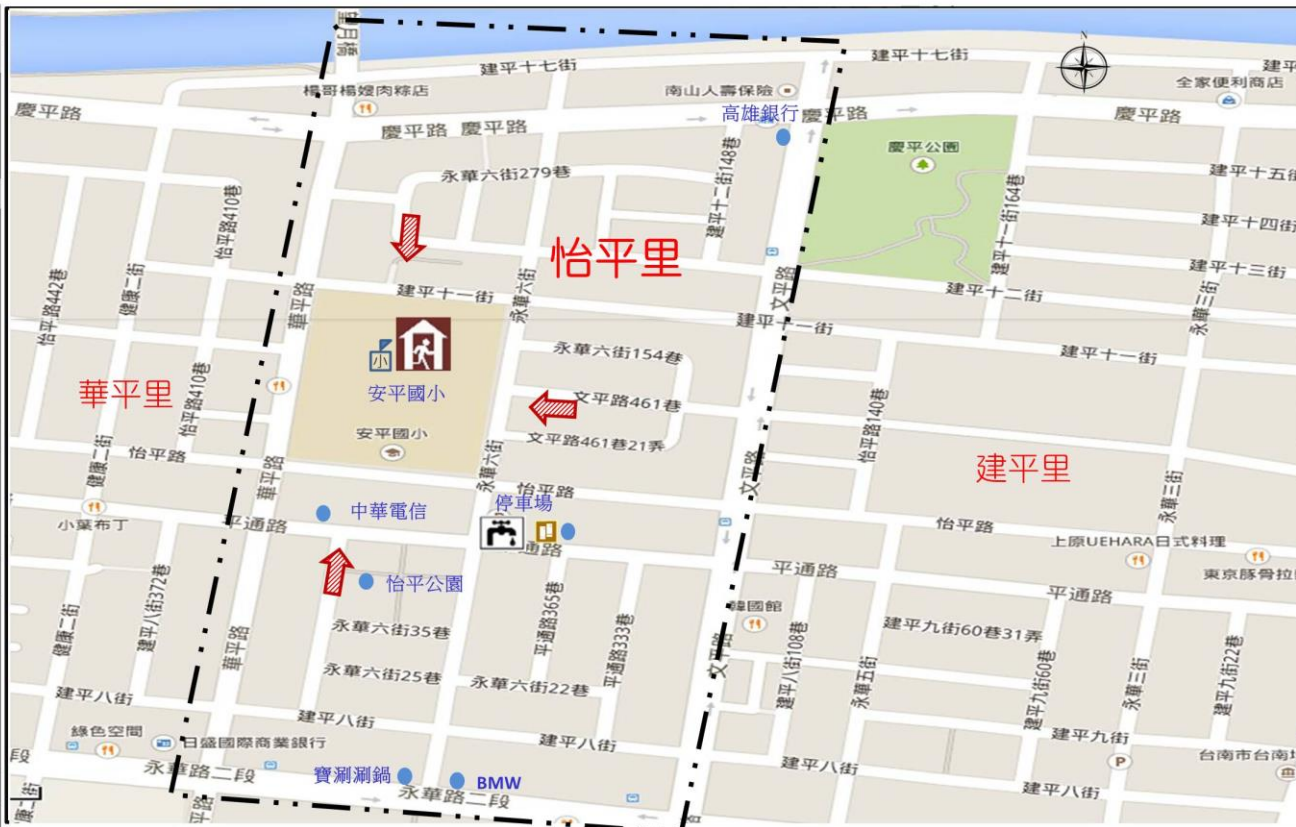 望月橋
建平十七街
建平十七街
建平
N
楊哥楊嫂肉粽店
南山人壽保險
全家便利商店
慶平路
慶平路
慶平路
高雄銀行
慶平路
慶平路
慶平公園
永華六街279巷
建平十二街148巷
建平十五街
怡平路410巷
建平十一街164巷
建平十四街
怡平里
建平十三街
怡平路442巷
健康二街
華平路
建平十一街
永華六街
文平路
建平十二街
永華三街
建平十一街
建平十一街
小
永華六街154巷
安平國小
華平里
怡平路410巷
文平路461巷
怡平路140巷
安平國小
文平路461巷21弄
怡平路
健康二街
華平路
永華六街
怡平路
文平路
建平里
永華三街
小葉布丁
平通路
中華電信
停車場
怡平路
上原UEHARA日式料理
平通路
東京豚骨拉
怡平公園
平通路
平通路
健康二街
建平八街372巷
華平路
永華六街35巷
平通路365巷
平通路333巷
韓國館
文平路
建平八街108巷
永華五街
建平九街60巷31弄
建平九街60巷
永華三街
建平九街22巷
永華六街25巷
永華六街22巷
建平八街
建平八街
建平八街
建平九街
綠色空間
日盛國際商業銀行
建平八街
建平八街
P
台南市台南
段
永華路二段
寶涮涮鍋
BMW
永華路二段